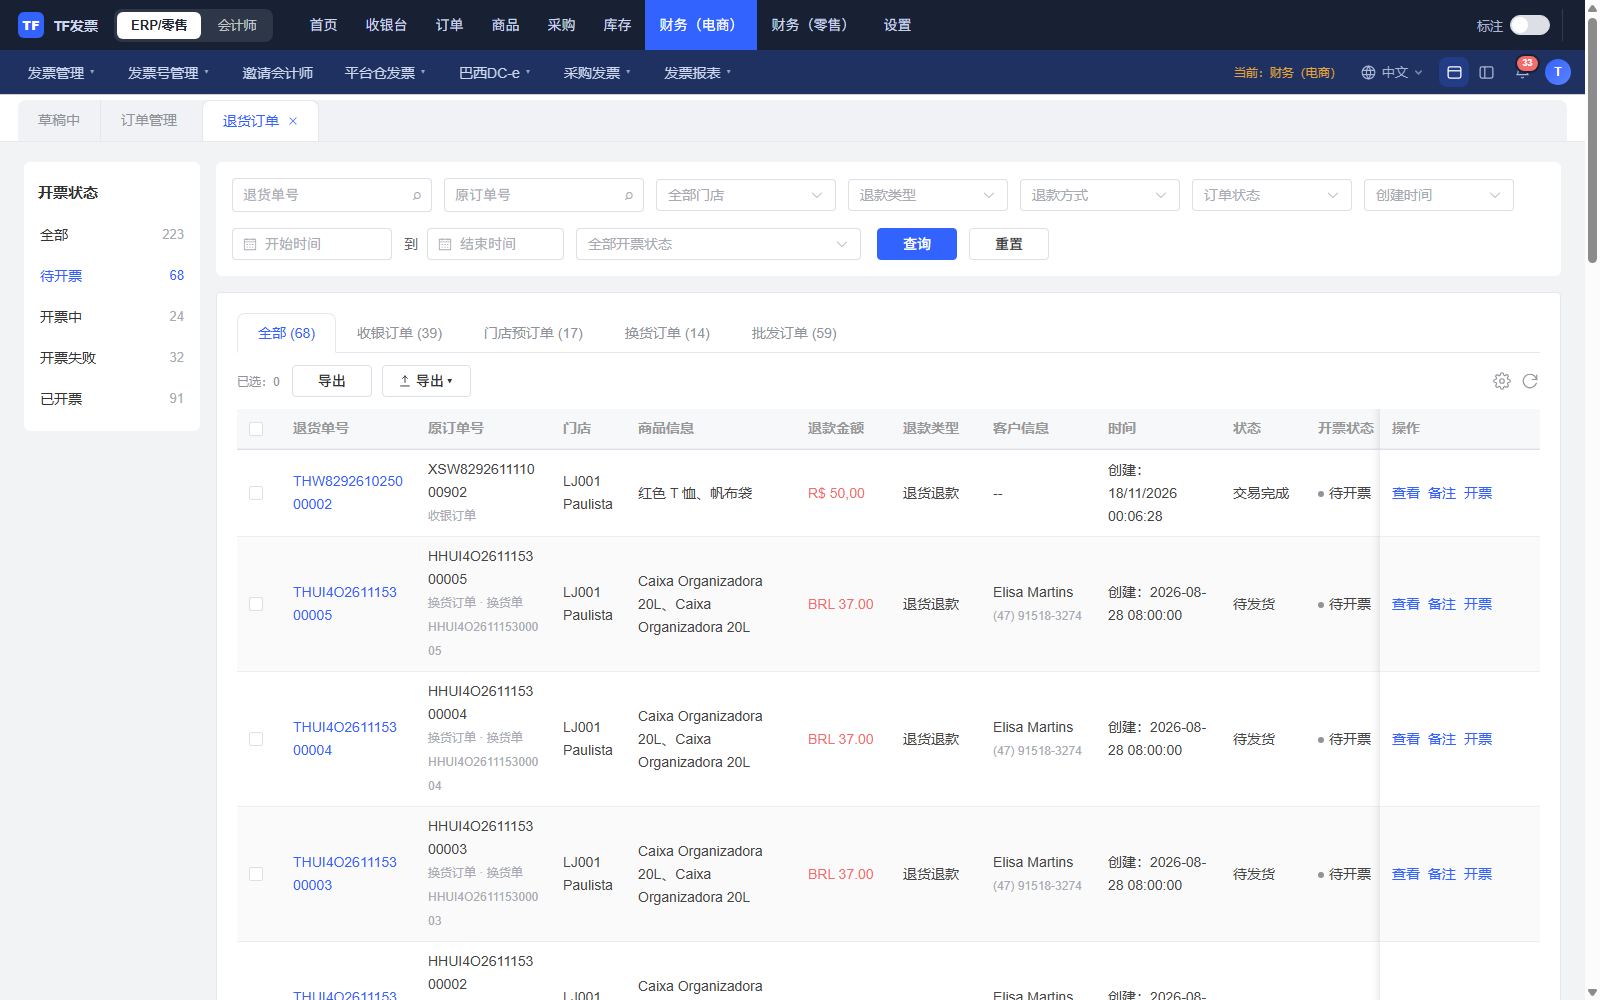 TF TF发票 ERP/零售 会计师 首页 收银台 订单 商品 采购 库存 财务（电商） 财务（零售） 设置 标注
发票管理 发票号管理 邀请会计师 平台仓发票 巴西DC-e 采购发票 发票报表 当前：财务（电商） 中文 33 T
草稿中 订单管理 退货订单 ×
开票状态
全部 223
待开票 68
开票中 24
开票失败 32
已开票 91
退货单号 原订单号 全部门店 退款类型 退款方式 订单状态 创建时间
开始时间 到 结束时间 全部开票状态 查询 重置
全部 (68) 收银订单 (39) 门店预订单 (17) 换货订单 (14) 批发订单 (59)
已选：0 导出 导出
退货单号 原订单号 门店 商品信息 退款金额 退款类型 客户信息 时间 状态 开票状态 操作
THW8292610250
00002
XSW8292611110
00902
收银订单
LJ001
Paulista
红色 T 恤、帆布袋
R$ 50,00
退货退款
--
创建：
18/11/2026
00:06:28
交易完成
待开票
查看 备注 开票
THUI4O2611153
00005
HHUI4O2611153
00005
换货订单 · 换货单
HHUI4O2611153000
05
LJ001
Paulista
Caixa Organizadora
20L、Caixa
Organizadora 20L
BRL 37.00
退货退款
Elisa Martins
(47) 91518-3274
创建：2026-08-
28 08:00:00
待发货
待开票
查看 备注 开票
THUI4O2611153
00004
HHUI4O2611153
00004
换货订单 · 换货单
HHUI4O2611153000
04
LJ001
Paulista
Caixa Organizadora
20L、Caixa
Organizadora 20L
BRL 37.00
退货退款
Elisa Martins
(47) 91518-3274
创建：2026-08-
28 08:00:00
待发货
待开票
查看 备注 开票
THUI4O2611153
00003
HHUI4O2611153
00003
换货订单 · 换货单
HHUI4O2611153000
03
LJ001
Paulista
Caixa Organizadora
20L、Caixa
Organizadora 20L
BRL 37.00
退货退款
Elisa Martins
(47) 91518-3274
创建：2026-08-
28 08:00:00
待发货
待开票
查看 备注 开票
THUI4O2611153
HHUI4O2611153
00002
LJ001
Caixa Organizadora
Elisa Martins
创建：2026-08-